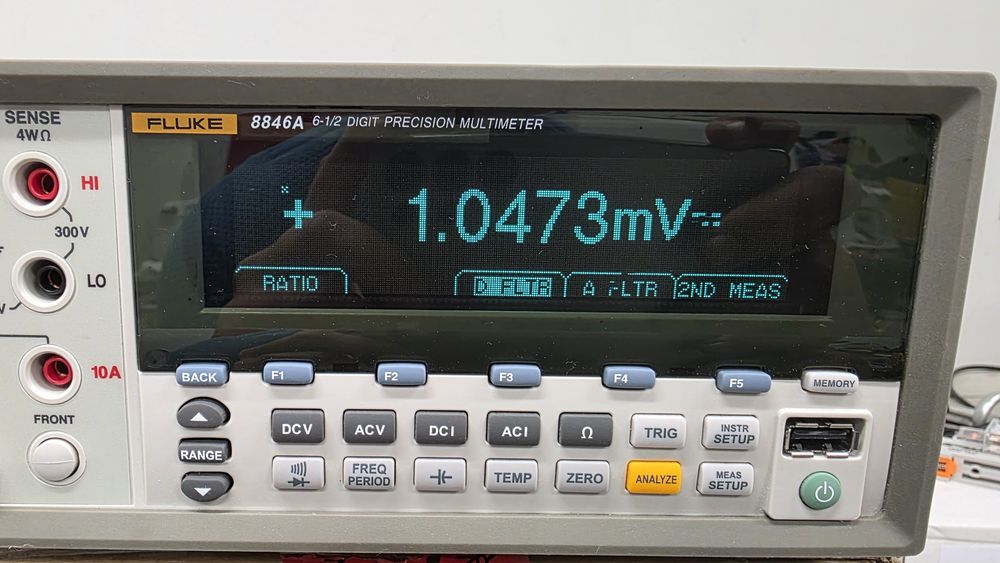 SENSE
4W Ω
HI
300V
LO
10A
FRONT
FLUKE 8846A 6-1/2 DIGIT PRECISION MULTIMETER
+ 1.0473mV
RATIO D FLTR A FLTR 2ND MEAS
BACK F1 F2 F3 F4 F5 MEMORY
DCV ACV DCI ACI Ω TRIG INSTR SETUP
RANGE
FREQ PERIOD TEMP ZERO ANALYZE MEAS SETUP